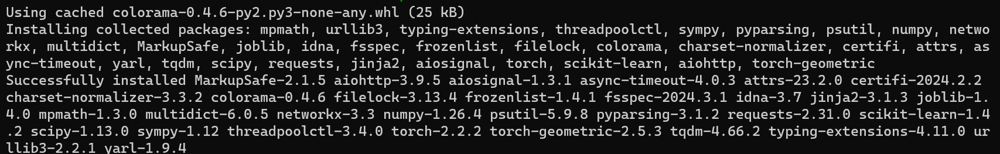 Using cached colorama-0.4.6-py2.py3-none-any.whl (25 kB)
Installing collected packages: mpmath, urllib3, typing-extensions, threadpoolctl, sympy, pyparsing, psutil, numpy, netwo
rkx, multidict, MarkupSafe, joblib, idna, fsspec, frozenlist, filelock, colorama, charset-normalizer, certifi, attrs, as
ync-timeout, yarl, tqdm, scipy, requests, jinja2, aiosignal, torch, scikit-learn, aiohttp, torch-geometric
Successfully installed MarkupSafe-2.1.5 aiohttp-3.9.5 aiosignal-1.3.1 async-timeout-4.0.3 attrs-23.2.0 certifi-2024.2.2
charset-normalizer-3.3.2 colorama-0.4.6 filelock-3.13.4 frozenlist-1.4.1 fsspec-2024.3.1 idna-3.7 jinja2-3.1.3 joblib-1.
4.0 mpmath-1.3.0 multidict-6.0.5 networkx-3.3 numpy-1.26.4 psutil-5.9.8 pyparsing-3.1.2 requests-2.31.0 scikit-learn-1.4
.2 scipy-1.13.0 sympy-1.12 threadpoolctl-3.4.0 torch-2.2.2 torch-geometric-2.5.3 tqdm-4.66.2 typing-extensions-4.11.0 ur
llib3-2.2.1 yarl-1.9.4